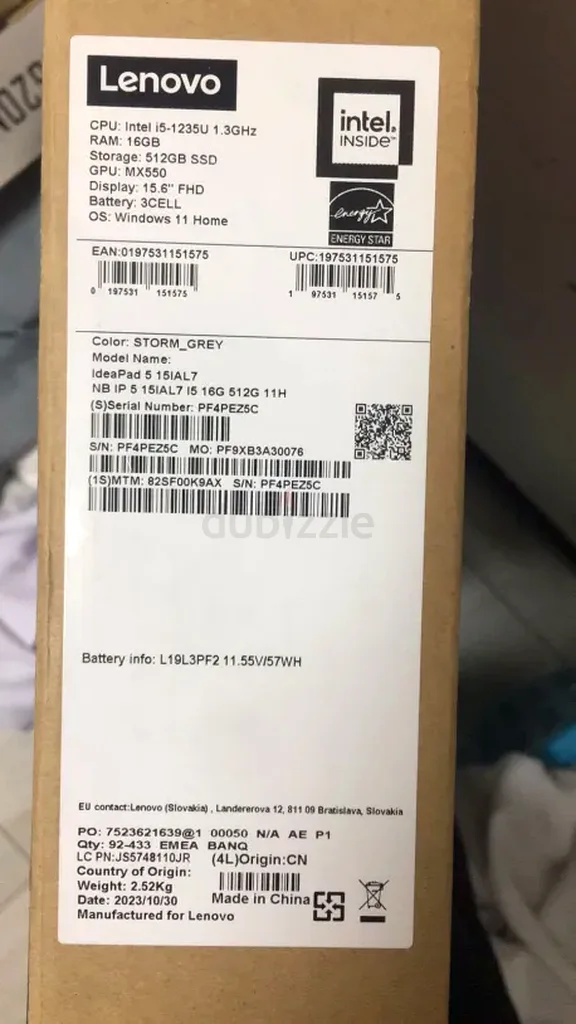 Lenovo
intel.
INSIDE™
CPU: Intel i5-1235U 1.3GHz
RAM: 16GB
Storage: 512GB SSD
GPU: MX550
Display: 15.6" FHD
Battery: 3CELL
OS: Windows 11 Home
energy
ENERGY STAR
EAN:0197531151575
UPC:197531151575
0 197531 151575
1 97531 15157 5
Color: STORM_GREY
Model Name:
IdeaPad 5 15IAL7
NB IP 5 15IAL7 I5 16G 512G 11H
(S)Serial Number: PF4PEZ5C
S/N: PF4PEZ5C MO: PF9XB3A30076
(1S)MTM: 82SF00K9AX S/N: PF4PEZ5C
dubizzle
Battery info: L19L3PF2 11.55V/57WH
EU contact:Lenovo (Slovakia) , Landererova 12, 811 09 Bratislava, Slovakia
PO: 7523621639@1 00050 N/A AE P1
Qty: 92-433 EMEA BANQ
LC PN:JS5748110JR (4L)Origin:CN
Country of Origin:
Weight: 2.52Kg
Made in China
Date: 2023/10/30
Manufactured for Lenovo